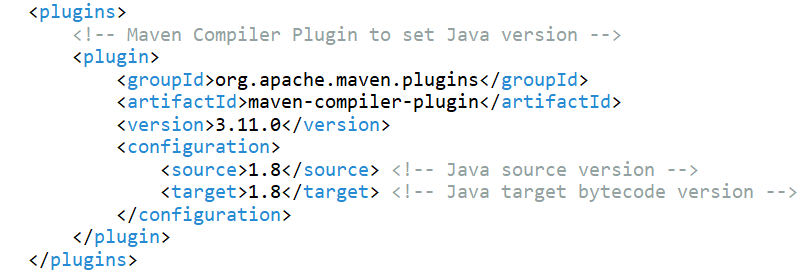 <plugins>
<!-- Maven Compiler Plugin to set Java version -->
<plugin>
<groupId>org.apache.maven.plugins</groupId>
<artifactId>maven-compiler-plugin</artifactId>
<version>3.11.0</version>
<configuration>
<source>1.8</source> <!-- Java source version -->
<target>1.8</target> <!-- Java target bytecode version -->
</configuration>
</plugin>
</plugins>